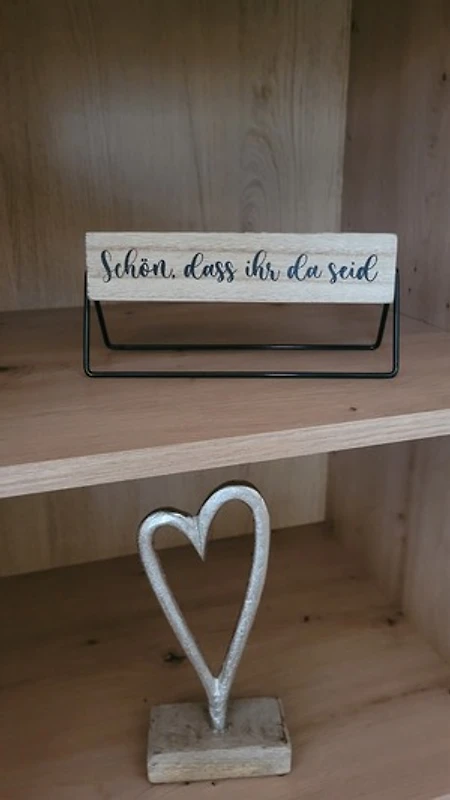 Schön, dass ihr da seid